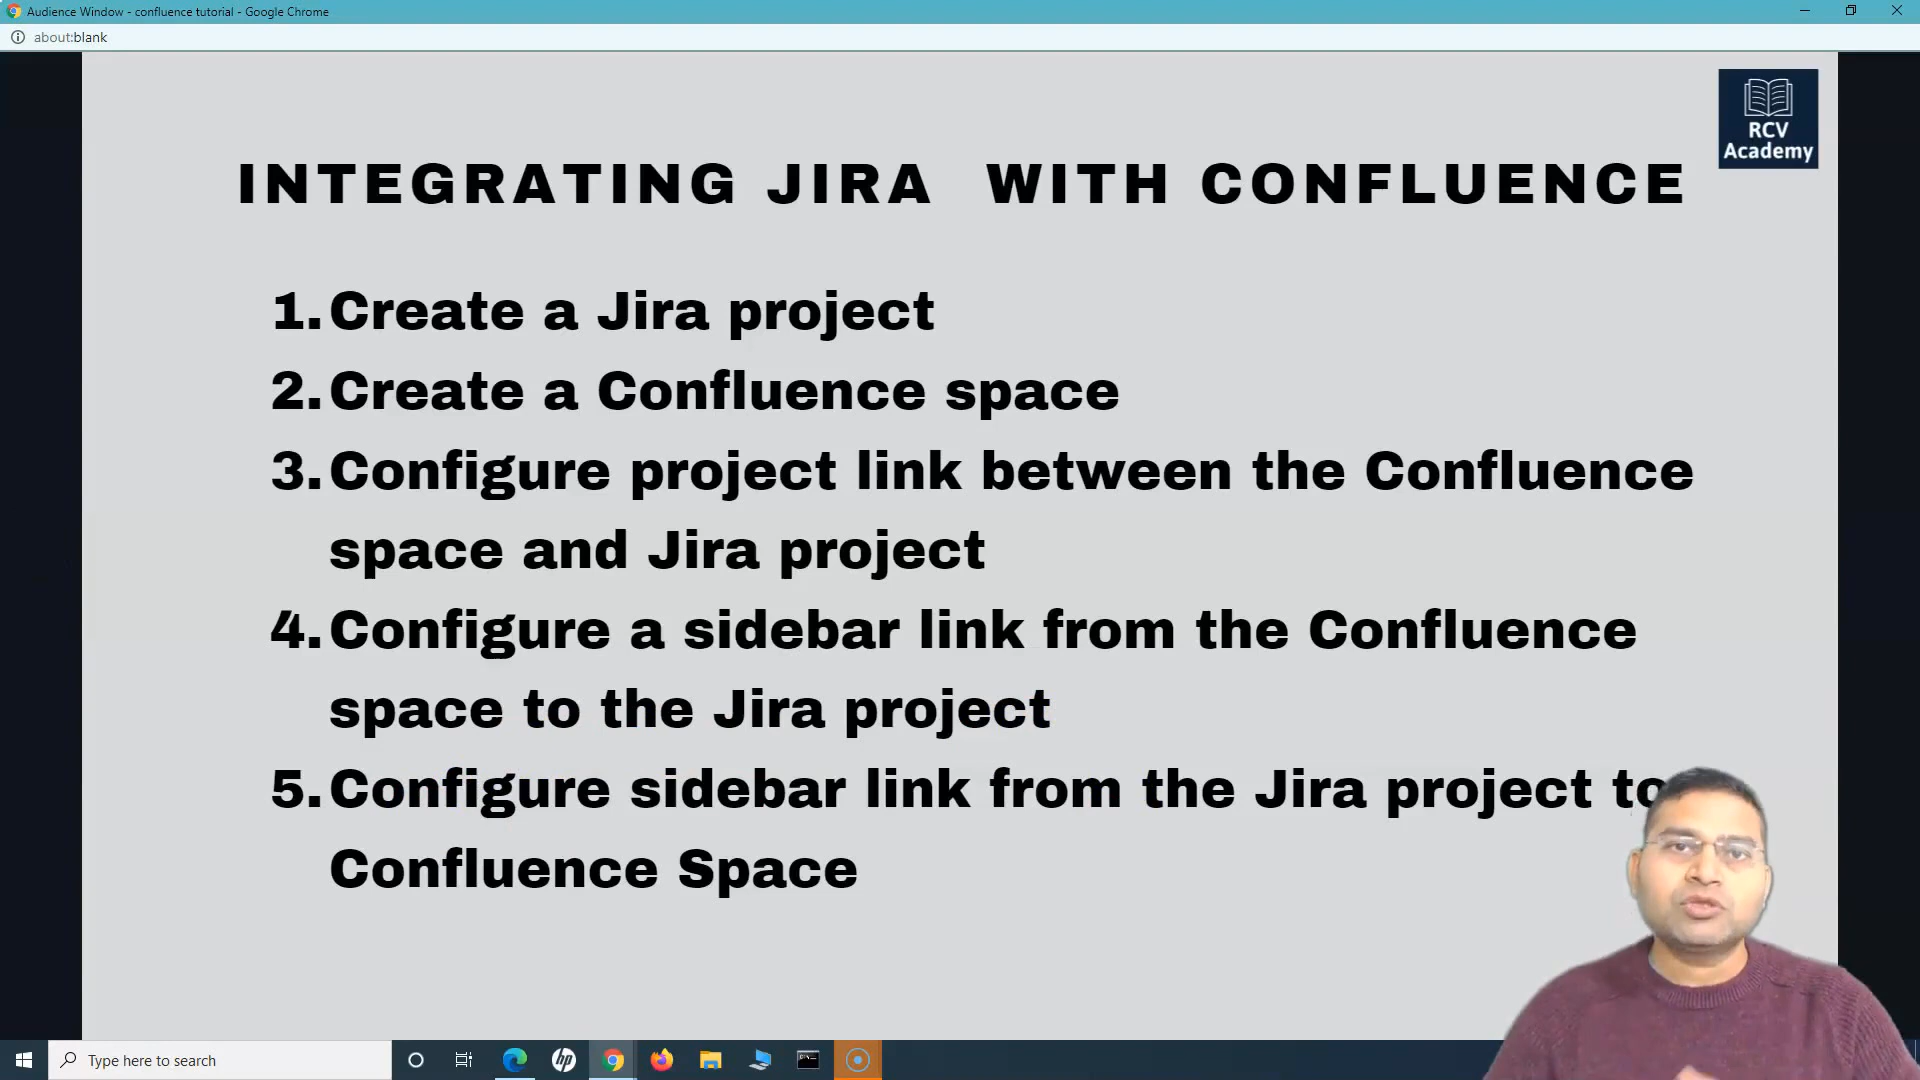 Audience Window - confluence tutorial - Google Chrome
about:blank
RCV
Academy
INTEGRATING JIRA WITH CONFLUENCE
1. Create a Jira project
2. Create a Confluence space
3. Configure project link between the Confluence
space and Jira project
4. Configure a sidebar link from the Confluence
space to the Jira project
5. Configure sidebar link from the Jira project to
Confluence Space
Type here to search
hp